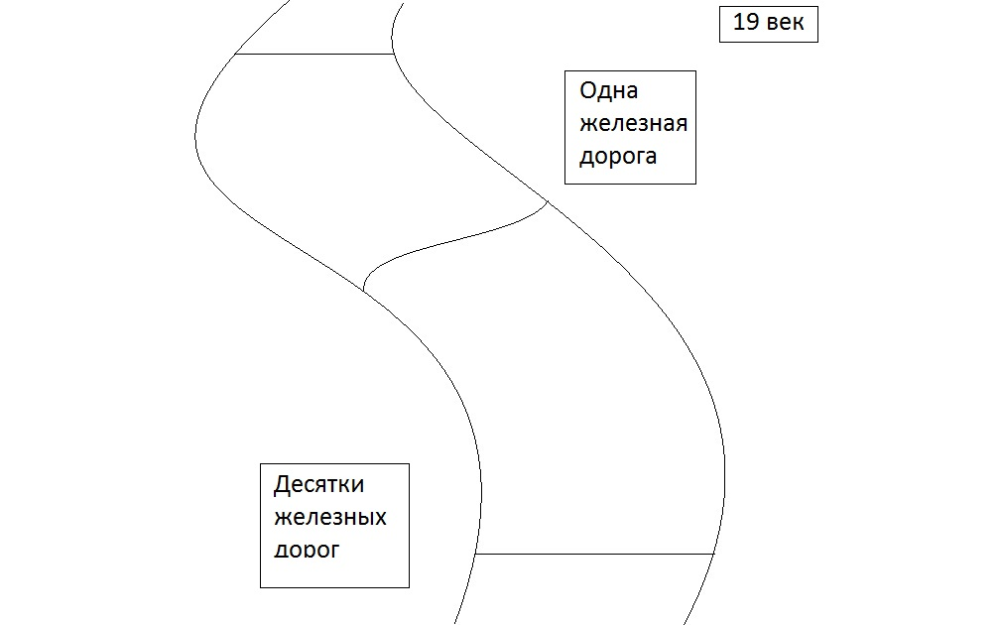 19 век
Одна
железная
дорога
Десятки
железных
дорог